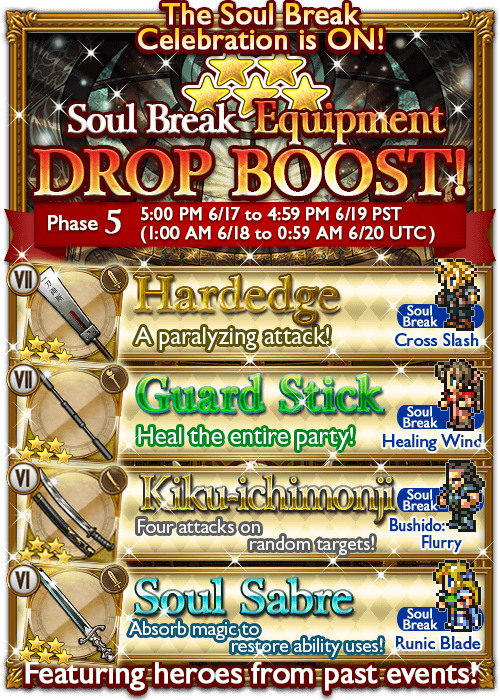 The Soul Break
Celebration is ON!
Soul Break Equipment
DROP BOOST!
Phase 5
5:00 PM 6/17 to 4:59 PM 6/19 PST
(1:00 AM 6/18 to 0:59 AM 6/20 UTC)
VII
Hardedge
A paralyzing attack!
Soul
Break
Cross Slash
VII
Guard Stick
Heal the entire party!
Soul
Break
Healing Wind
VI
Kiku-ichimonji
Four attacks on
random targets!
Soul
Break
Bushido:
Flurry
VI
Soul Sabre
Absorb magic to
restore ability uses!
Soul
Break
Runic Blade
Featuring heroes from past events!